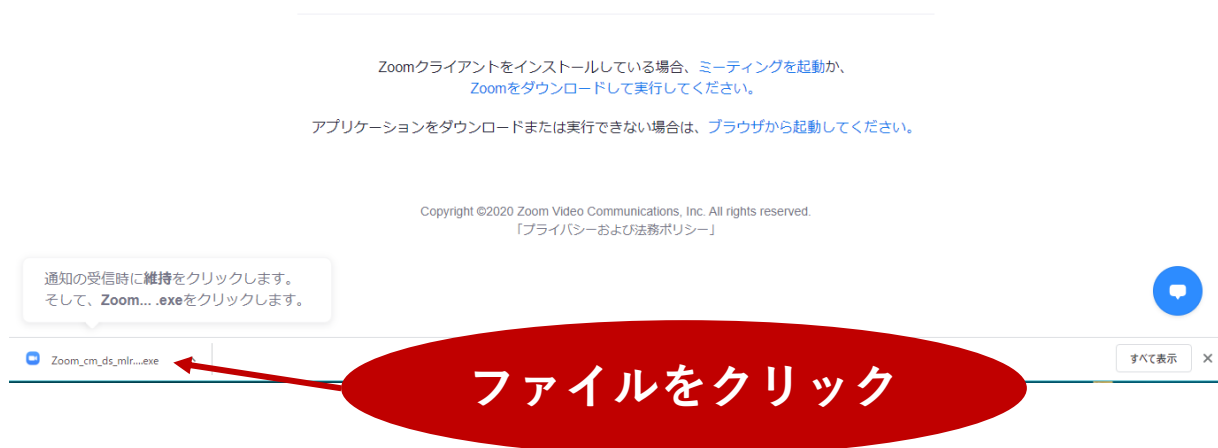 Zoomクライアントをインストールしている場合、ミーティングを起動か、
Zoomをダウンロードして実行してください。
アプリケーションをダウンロードまたは実行できない場合は、ブラウザから起動してください。
Copyright ©2020 Zoom Video Communications, Inc. All rights reserved.
「プライバシーおよび法務ポリシー」
通知の受信時に維持をクリックします。
そして、Zoom... .exeをクリックします。
Zoom_cm_ds_mlr....exe
すべて表示
ファイルをクリック